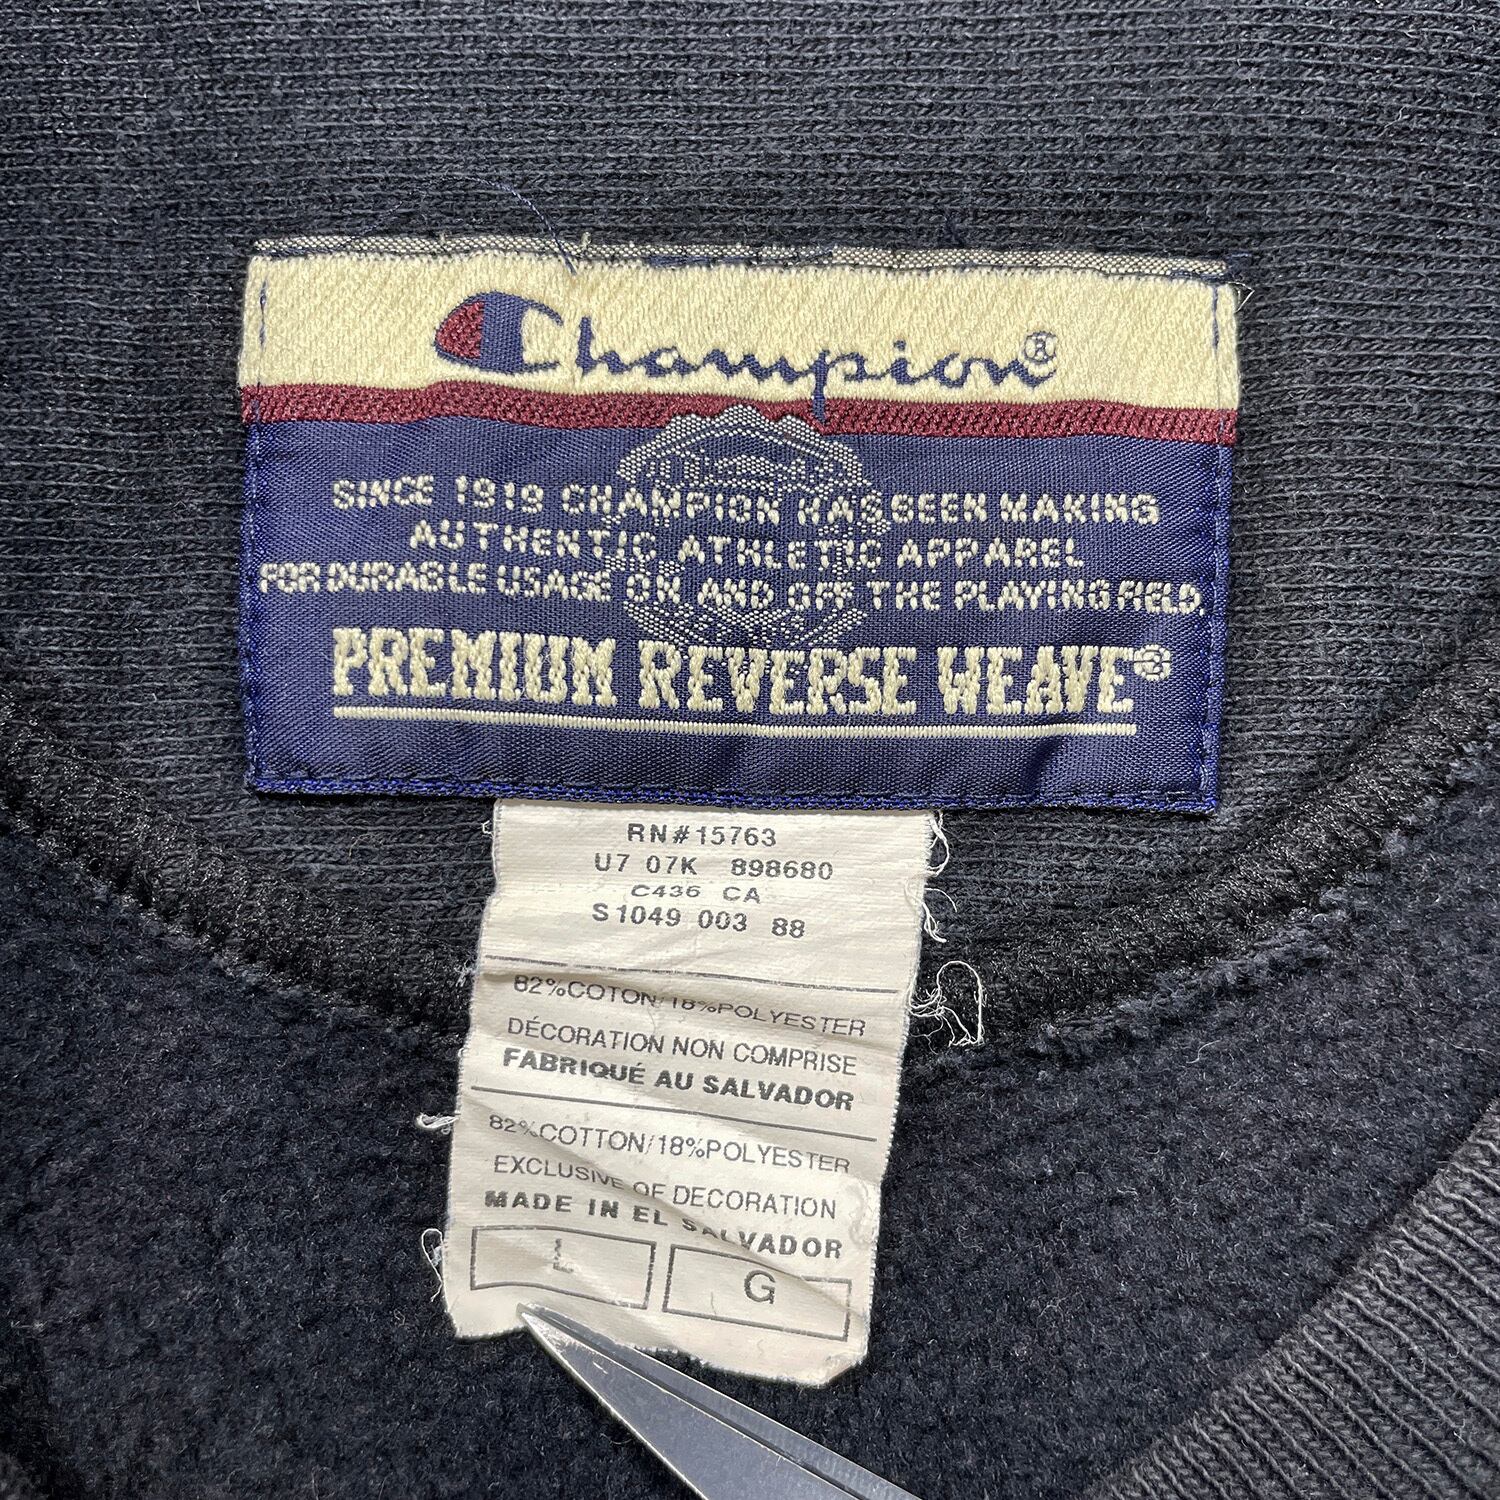 Champion®
SINCE 1919 CHAMPION HAS BEEN MAKING
AUTHENTIC ATHLETIC APPAREL
FOR DURABLE USAGE ON AND OFF THE PLAYING FIELD.
PREMIUM REVERSE WEAVE®
RN#15763
U7 07K 898680
C436 CA
S1049 003 88
82%COTON/18%POLYESTER
DÉCORATION NON COMPRISE
FABRIQUÉ AU SALVADOR
82%COTTON/18%POLYESTER
EXCLUSIVE OF DECORATION
MADE IN EL SALVADOR
L G